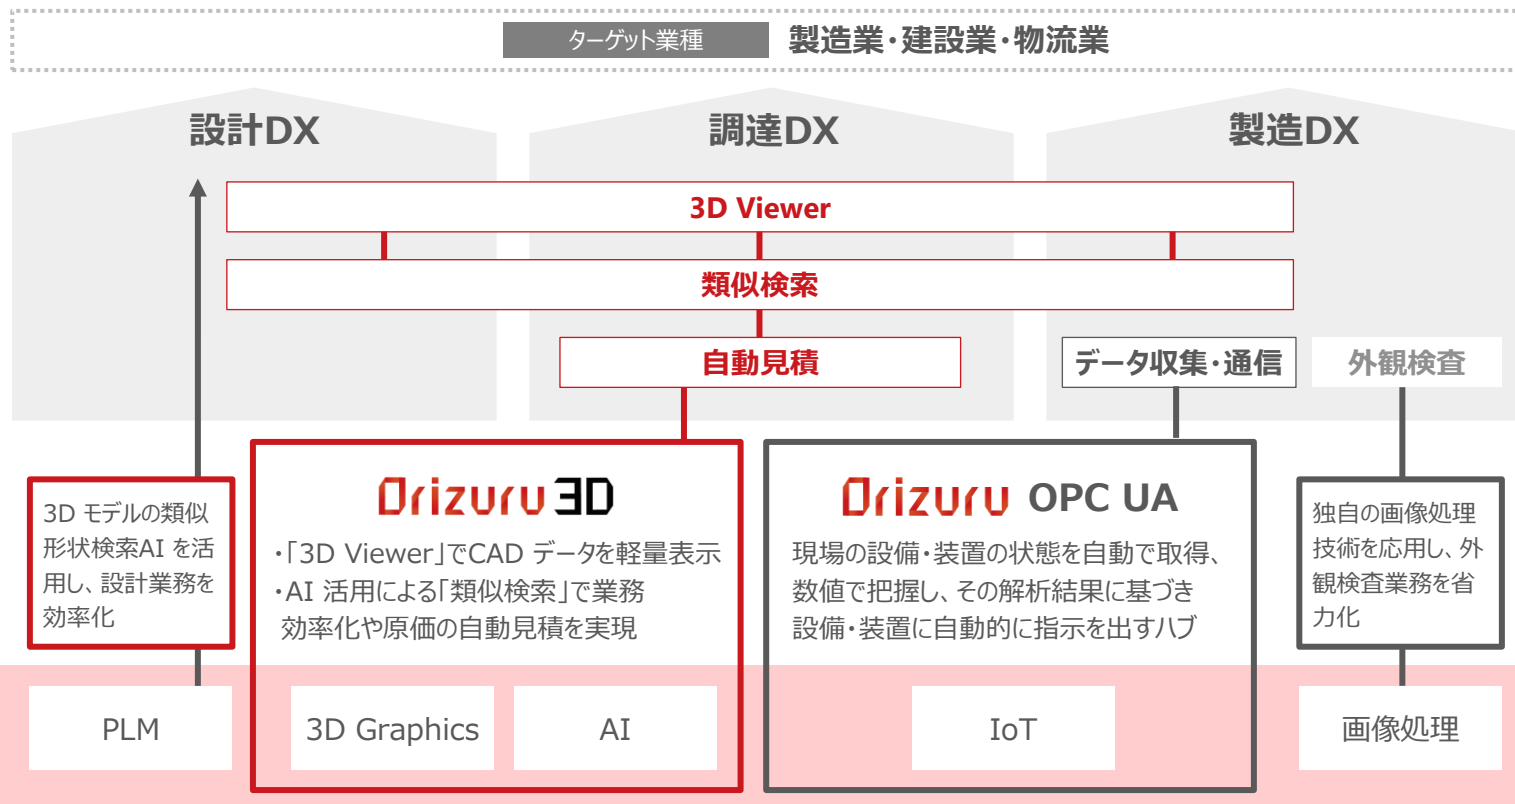 ターゲット業種 製造業・建設業・物流業
設計DX 調達DX 製造DX
3D Viewer
類似検索
自動見積
データ収集・通信
外観検査
3D モデルの類似
形状検索AI を活
用し、設計業務を
効率化
Orizuru 3D
・「3D Viewer」でCAD データを軽量表示
・AI 活用による「類似検索」で業務
効率化や原価の自動見積を実現
Orizuru OPC UA
現場の設備・装置の状態を自動で取得、
数値で把握し、その解析結果に基づき
設備・装置に自動的に指示を出すハブ
独自の画像処理
技術を応用し、外
観検査業務を省
力化
PLM
3D Graphics
AI
IoT
画像処理